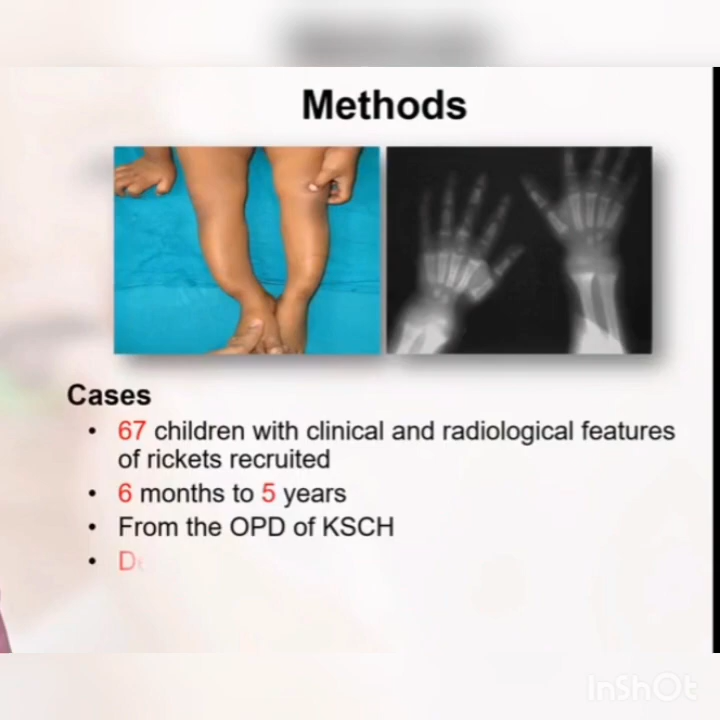 Methods
Cases
• 67 children with clinical and radiological features
of rickets recruited
• 6 months to 5 years
• From the OPD of KSCH
• D
InShOt